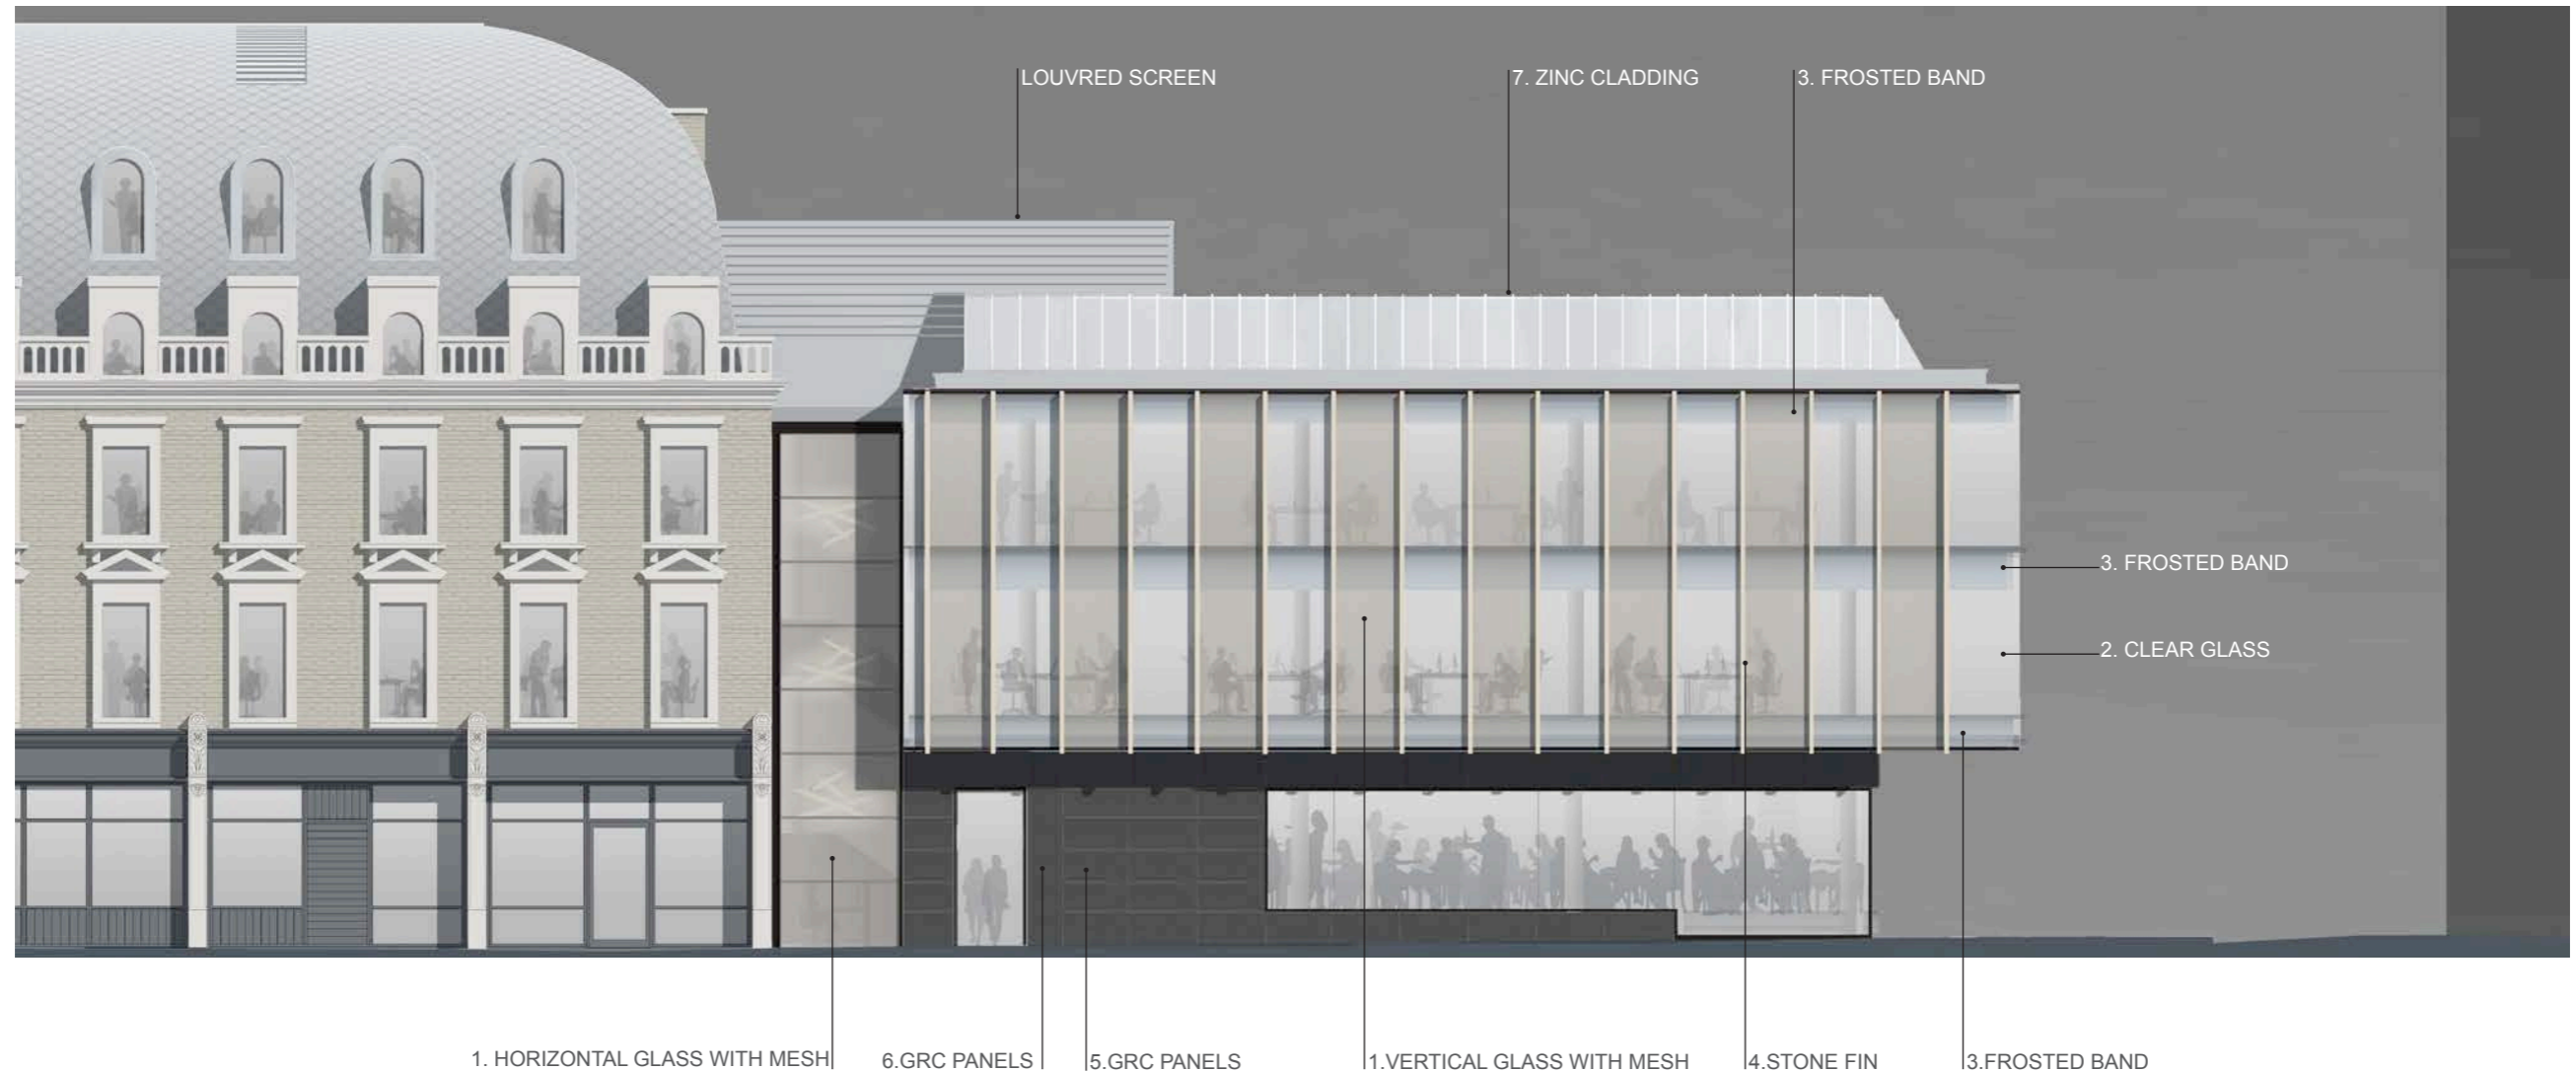 LOUVRED SCREEN
7. ZINC CLADDING
3. FROSTED BAND
3. FROSTED BAND
2. CLEAR GLASS
1. HORIZONTAL GLASS WITH MESH
6.GRC PANELS
5.GRC PANELS
1.VERTICAL GLASS WITH MESH
4.STONE FIN
3.FROSTED BAND